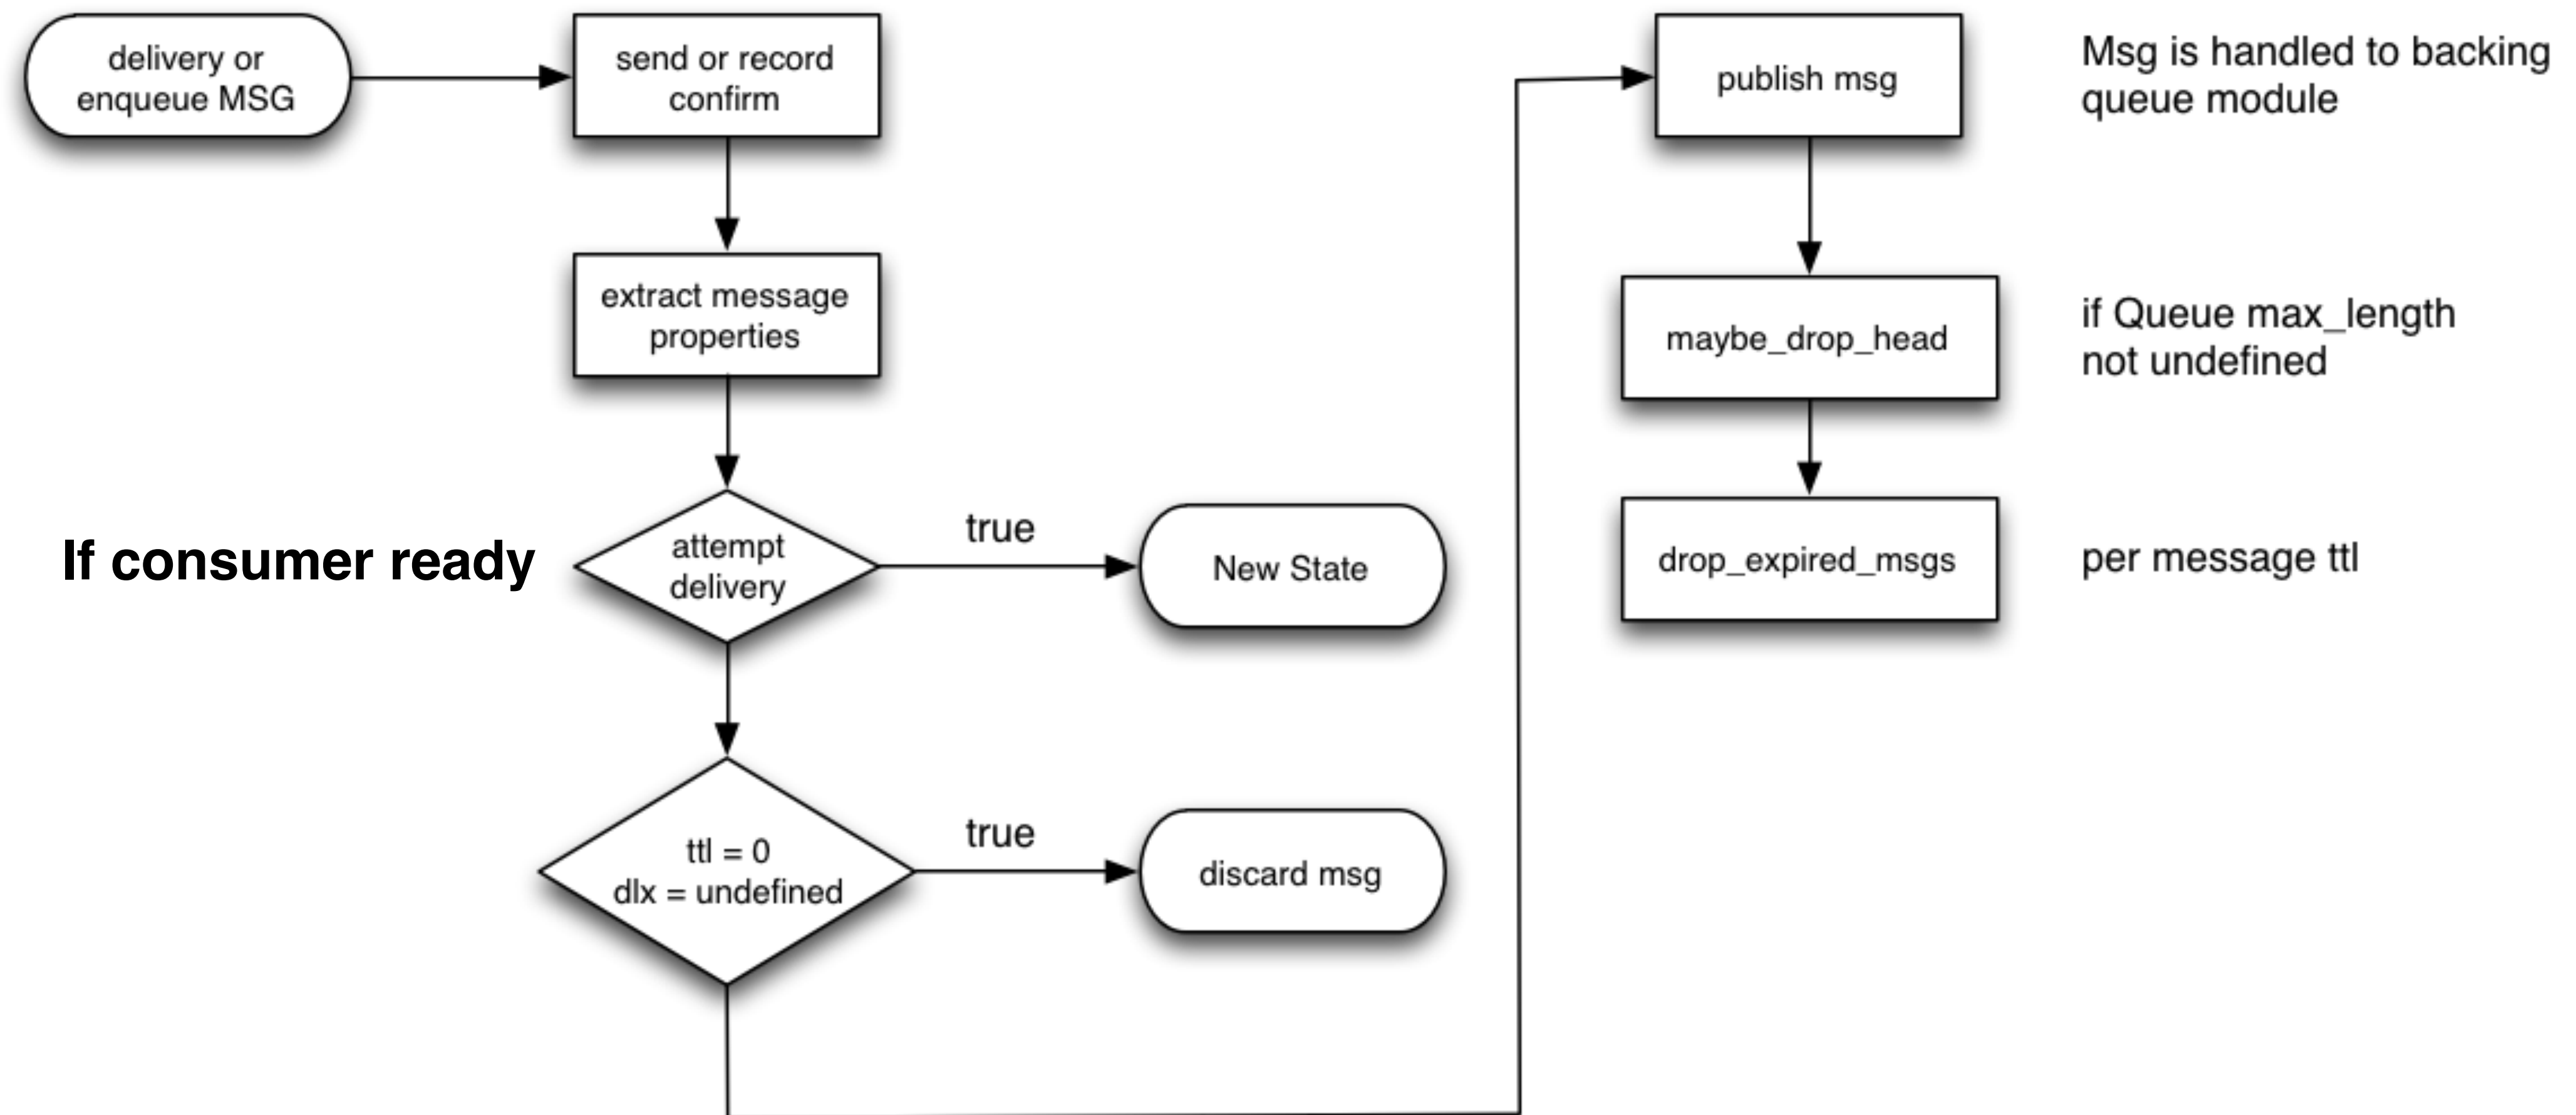 delivery or
enqueue MSG
send or record
confirm
extract message
properties
If consumer ready
attempt
delivery
true
New State
ttl = 0
dlx = undefined
true
discard msg
publish msg
Msg is handled to backing
queue module
maybe_drop_head
if Queue max_length
not undefined
drop_expired_msgs
per message ttl